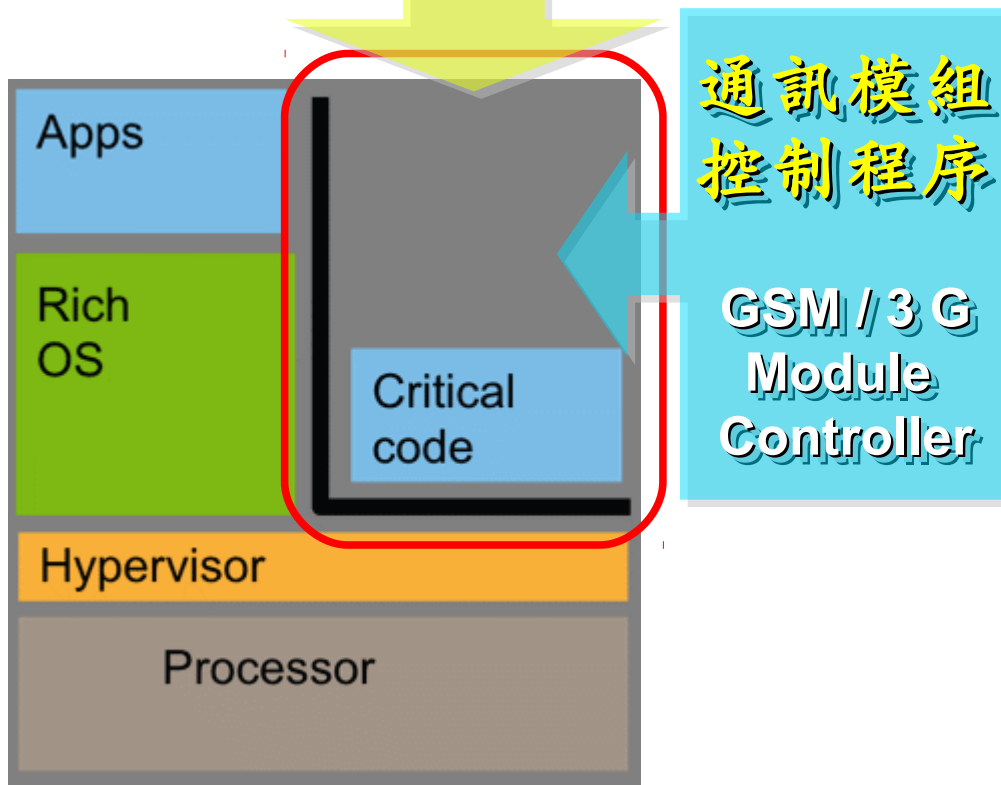 Apps
Rich
OS
Critical
code
Hypervisor
Processor
通訊模組
控制程序
GSM / 3 G
Module
Controller